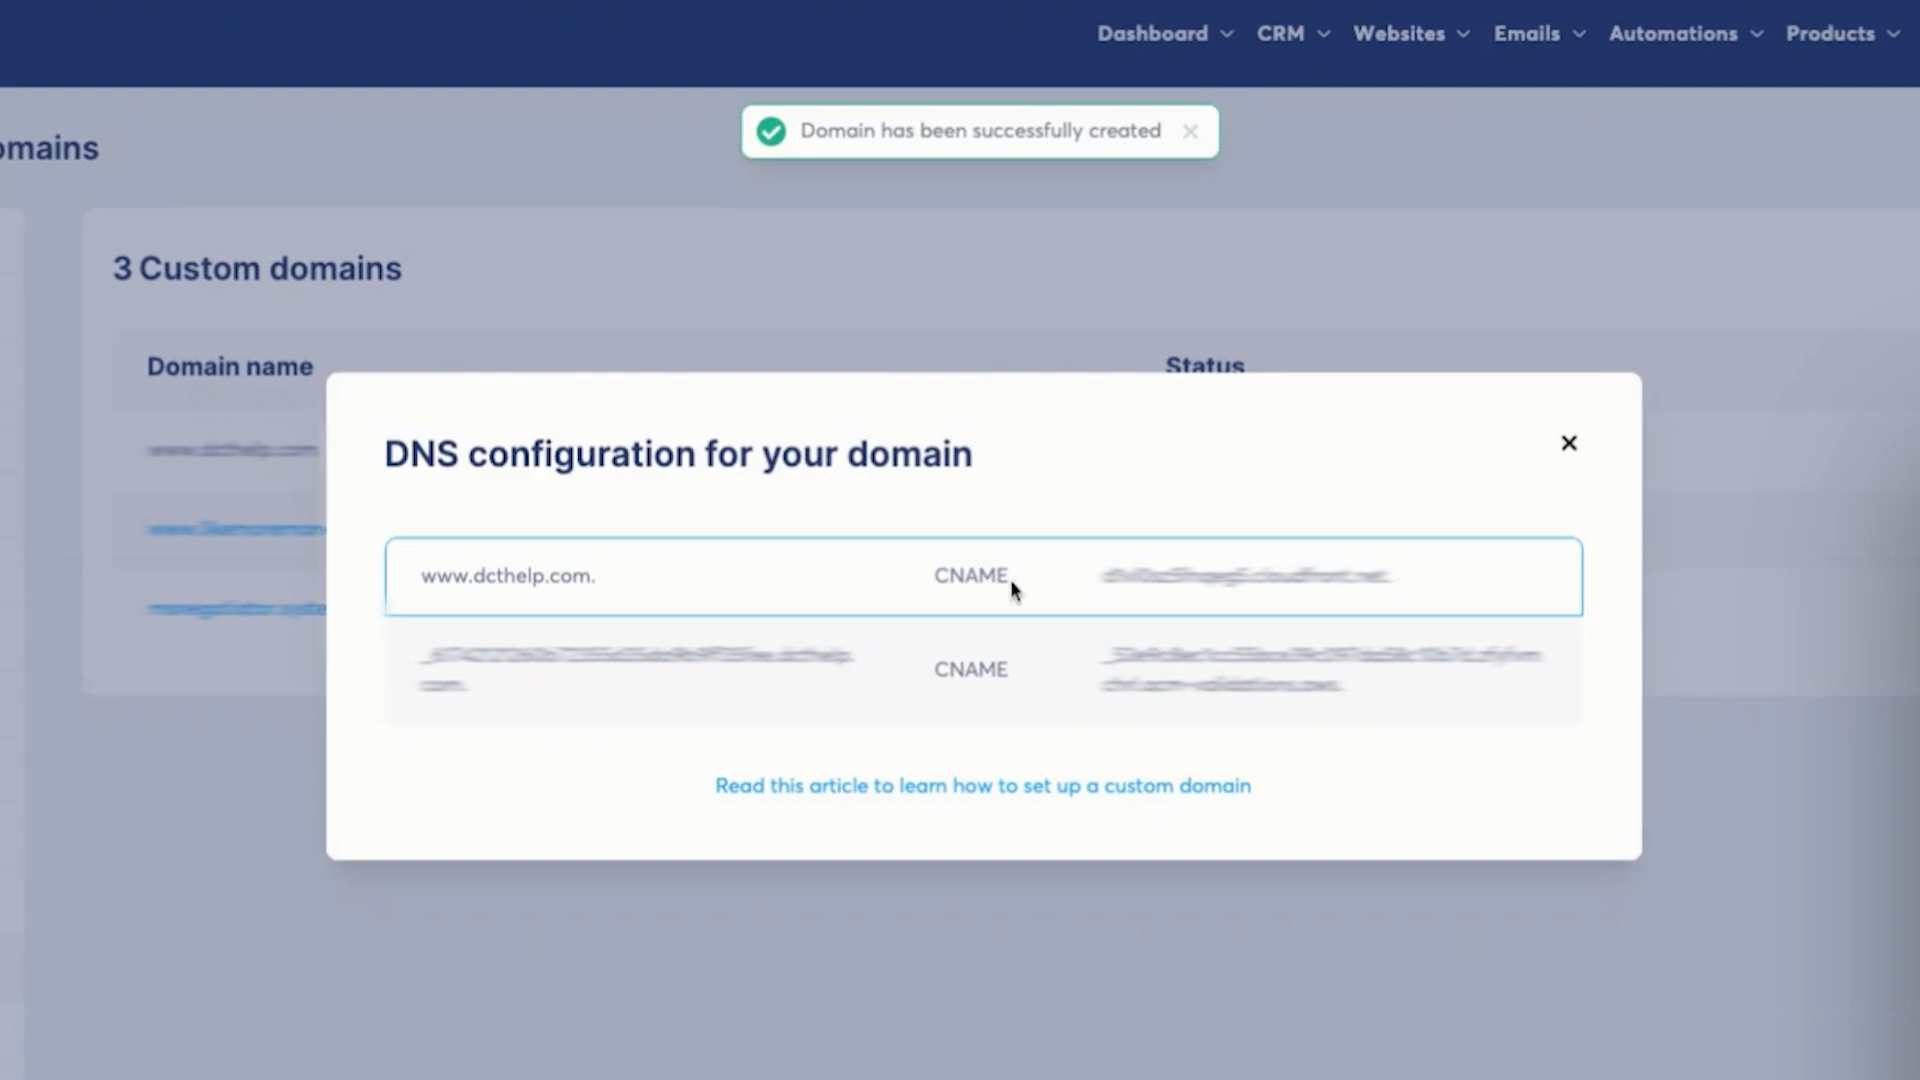 Dashboard CRM Websites Emails Automations Products
Domain has been successfully created
omains
3 Custom domains
Domain name Status
DNS configuration for your domain
www.dcthelp.com. CNAME
CNAME
Read this article to learn how to set up a custom domain